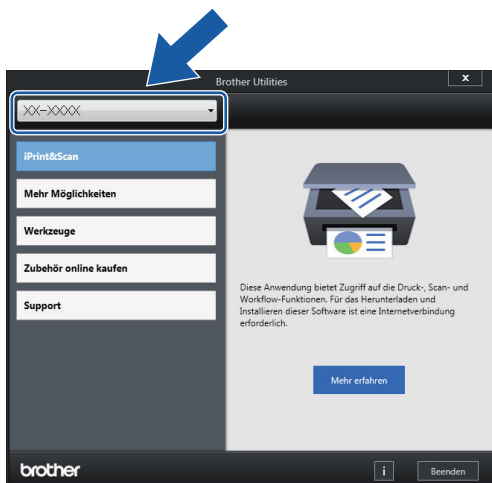 Brother Utilities
x
XX-XXXX
iPrint&Scan
Mehr Möglichkeiten
Werkzeuge
Zubehör online kaufen
Support
Diese Anwendung bietet Zugriff auf die Druck-, Scan- und
Workflow-Funktionen. Für das Herunterladen und
Installieren dieser Software ist eine Internetverbindung
erforderlich.
Mehr erfahren
brother
i
Beenden